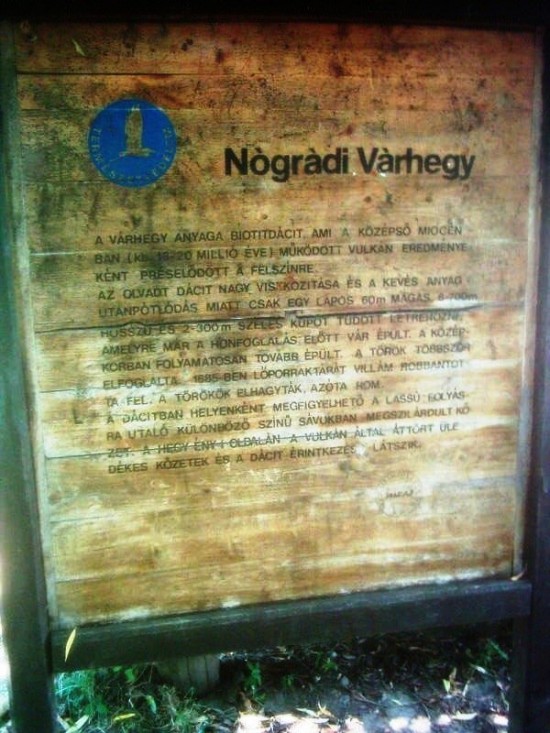 Nògràdi Vàrhegy
A VÁRHEGY ANYAGA BIOTITDÁCIT, AMI A KÖZÉPSŐ MIOCÉN
BAN (kb. 18-20 MILLIÓ ÉVE) MŰKÖDÖTT VULKÁN EREDMÉNYE
KÉNT PRÉSELŐDÖTT A FELSZÍNRE.
AZ OLVADT DÁCIT NAGY VISZKOZITÁSA ÉS A KEVÉS ANYAG
UTÁNPÓTLÓDÁS MIATT CSAK EGY LAPOS 60m MAGAS,
HOSSZÚ ÉS 2-300m SZÉLES KÚPOT TUDOTT LÉTREHOZNI,
AMELYRE MÁR A HONFOGLALÁS ELŐTT VÁR ÉPÜLT. A KÖZÉP-
KORBAN FOLYAMATOSAN TOVÁBB ÉPÜLT. A TÖRÖK TÖBBSZÖR
ELFOGLALTA. 1685-BEN LŐPORRAKTÁRÁT VILLÁM ROBBANTOT-
TA FEL, A TÖRÖKÖK ELHAGYTÁK, AZÓTA ROM.
A DÁCITBAN HELYENKÉNT MEGFIGYELHETŐ A LASSÚ FOLYÁS-
RA UTALÓ KÜLÖNBÖZŐ SZÍNŰ SÁVOKBAN MEGSZILÁRDULT KŐ
ZET. A HEGY ÉNY-I OLDALÁN A VULKÁN ÁLTAL ÁTTÖRT ÜLE
DÉKES KŐZETEK ÉS A DÁCIT ÉRINTKEZÉSE LÁTSZIK.